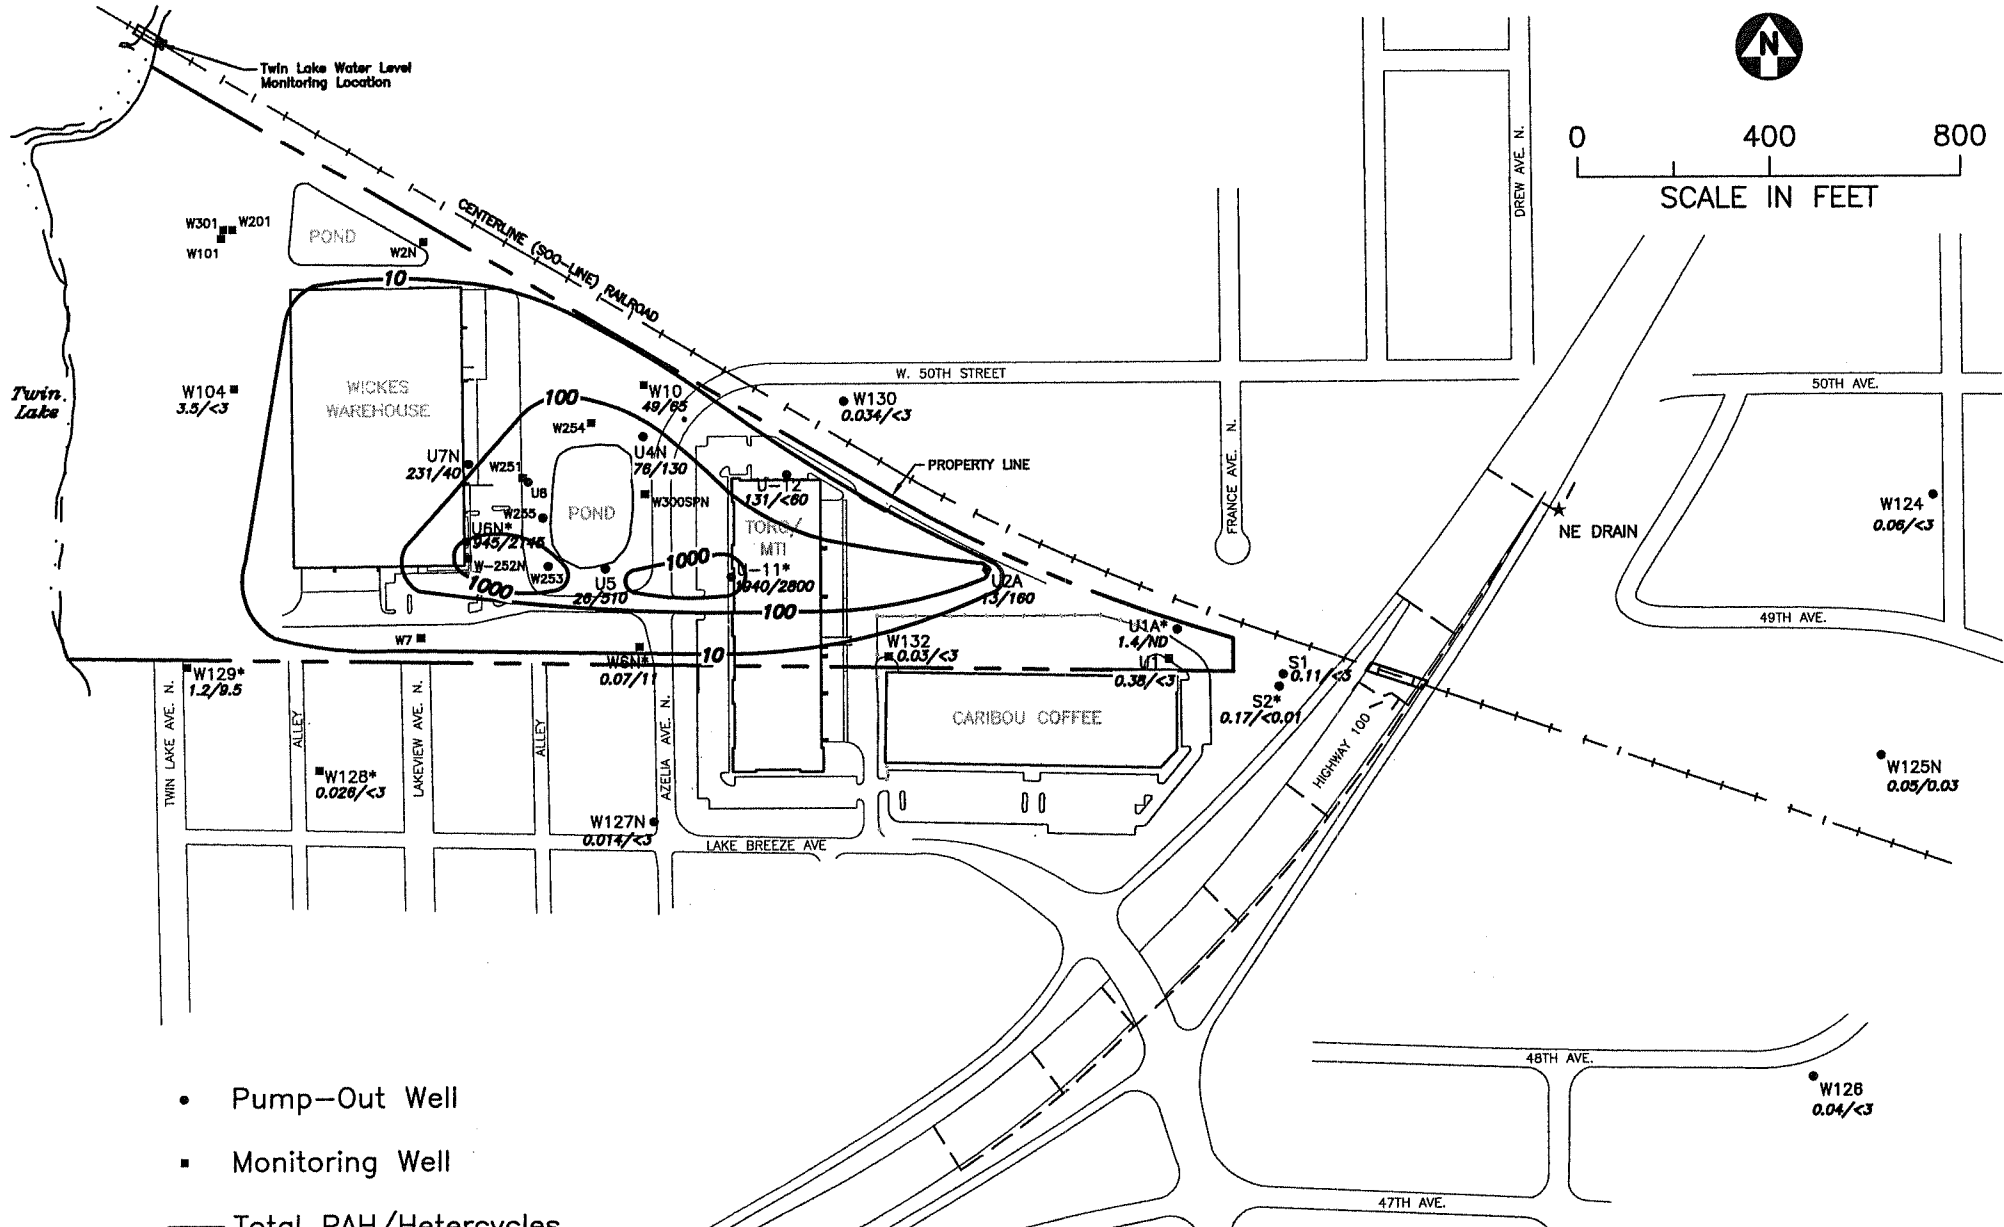 Twin Lake Water Level
Monitoring Location
N
0 400 800
SCALE IN FEET
DREW AVE. N.
W301
W201
W101
POND
W2N
CENTERLINE (SOO-LINE) RAILROAD
10
Twin
Lake
W104
3.5/<3
WICKES
WAREHOUSE
100
W10
49/65
W. 50TH STREET
W130
0.034/<3
50TH AVE.
W254
U4N
76/130
U7N
231/40
W251
U8
W255
POND
W300SPN
U-12
131/<60
PROPERTY LINE
FRANCE AVE. N.
W124
0.06/<3
NE DRAIN
TORO/
MTI
U6N*
945/2146
W-252N
W253
1000
U5
26/510
1000
-11*
1940/2800
U2A
13/160
100
49TH AVE.
W7
W6N*
0.07/11
10
W132
0.03/<3
U1A*
1.4/ND
U1
0.38/<3
S1
0.11/<3
S2*
0.17/<0.01
W129*
1.2/9.5
TWIN LAKE AVE. N.
ALLEY
LAKEVIEW AVE. N.
ALLEY
AZELIA AVE. N.
CARIBOU COFFEE
HIGHWAY 100
W125N
0.05/0.03
W128*
0.026/<3
W127N
0.014/<3
LAKE BREEZE AVE
48TH AVE.
W126
0.04/<3
47TH AVE.
Pump-Out Well
Monitoring Well
Total PAH/Hetercycles